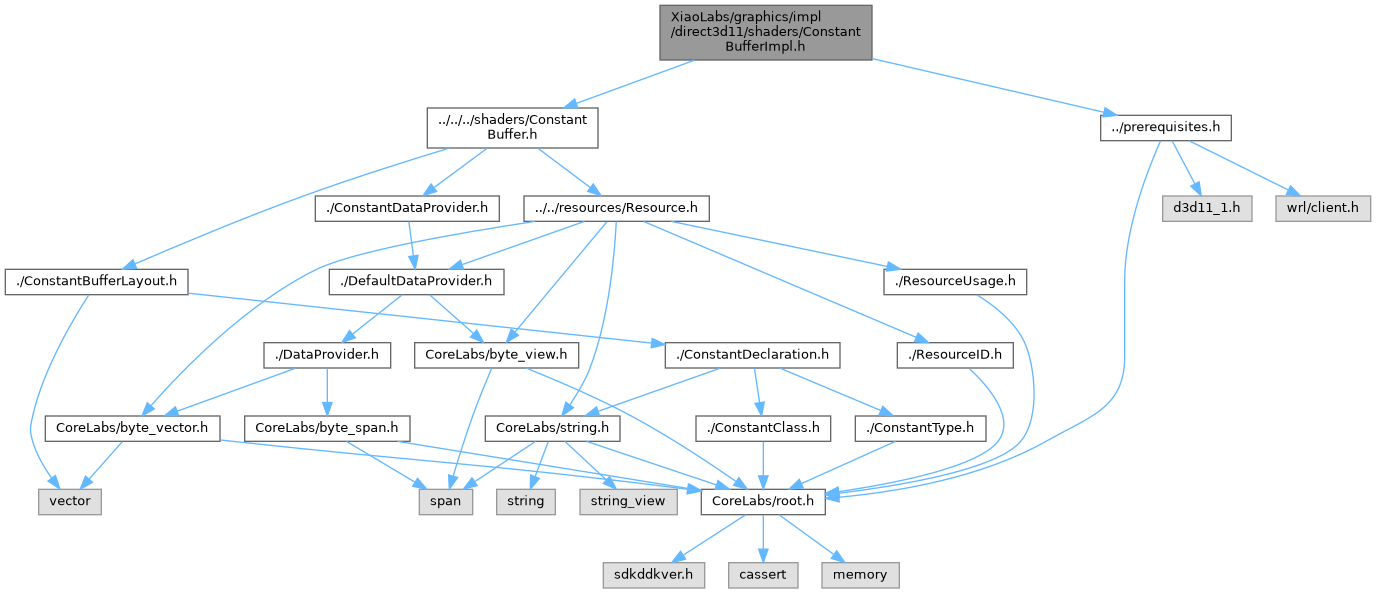 XiaoLabs/graphics/impl
/direct3d11/shaders/Constant
BufferImpl.h
../../../shaders/Constant
Buffer.h
../prerequisites.h
./ConstantDataProvider.h
../../resources/Resource.h
d3d11_1.h
wrl/client.h
./ConstantBufferLayout.h
./DefaultDataProvider.h
./ResourceUsage.h
./DataProvider.h
CoreLabs/byte_view.h
./ConstantDeclaration.h
./ResourceID.h
CoreLabs/byte_vector.h
CoreLabs/byte_span.h
CoreLabs/string.h
./ConstantClass.h
./ConstantType.h
vector
span
string
string_view
CoreLabs/root.h
sdkddkver.h
cassert
memory